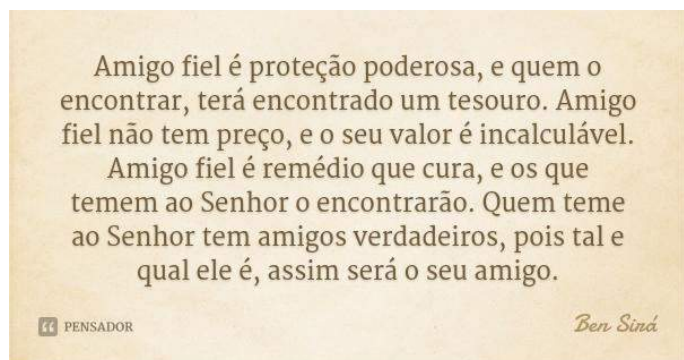 Amigo fiel é proteção poderosa, e quem o
encontrar, terá encontrado um tesouro. Amigo
fiel não tem preço, e o seu valor é incalculável.
Amigo fiel é remédio que cura, e os que
temem ao Senhor o encontrarão. Quem teme
ao Senhor tem amigos verdadeiros, pois tal e
qual ele é, assim será o seu amigo.
PENSADOR
Ben Sirá